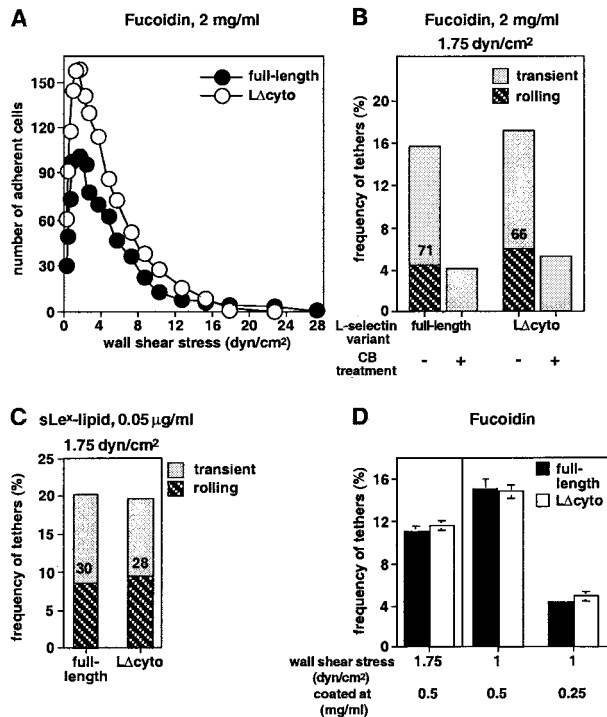 A
Fucoidin, 2 mg/ml
number of adherent cells
150
120
90
60
30
0
full-length
LΔcyto
0 4 8 12 16 20 24 28
wall shear stress (dyn/cm²)
B
Fucoidin, 2 mg/ml
1.75 dyn/cm²
frequency of tethers (%)
20
16
12
8
4
0
transient
rolling
71
66
L-selectin variant
full-length
LΔcyto
CB treatment
- + - +
C
sLeˣ-lipid, 0.05 µg/ml
1.75 dyn/cm²
frequency of tethers (%)
25
20
15
10
5
0
transient
rolling
30
28
full-length
LΔcyto
D
Fucoidin
frequency of tethers (%)
16
12
8
4
0
full-length
LΔcyto
wall shear stress (dyn/cm²)
1.75 1 1
coated at (mg/ml)
0.5 0.5 0.25